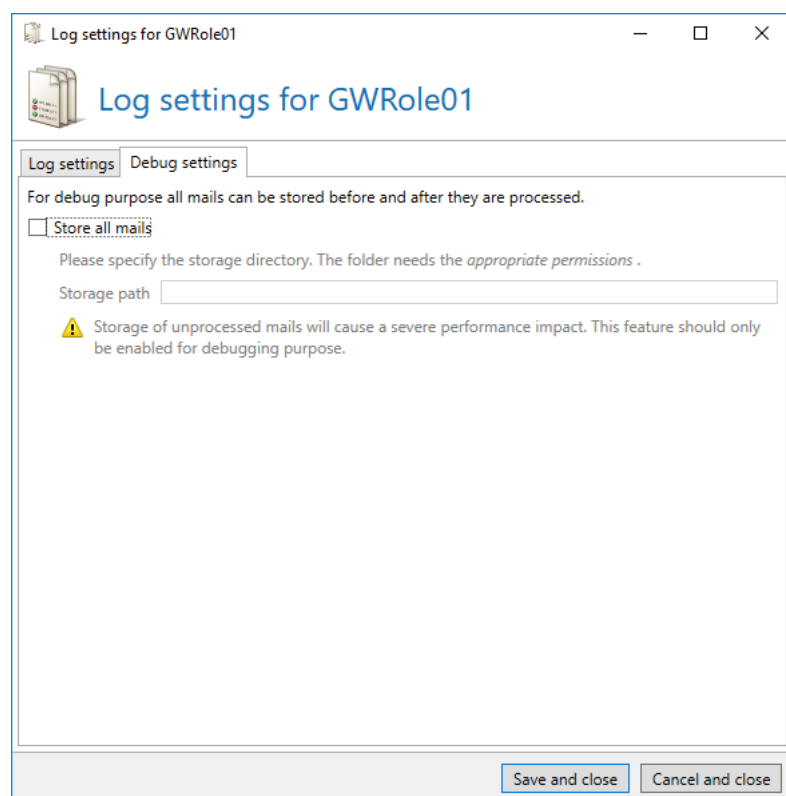 Log settings for GWRole01
Log settings for GWRole01
Log settings Debug settings
For debug purpose all mails can be stored before and after they are processed.
Store all mails
Please specify the storage directory. The folder needs the appropriate permissions .
Storage path
Storage of unprocessed mails will cause a severe performance impact. This feature should only
be enabled for debugging purpose.
Save and close Cancel and close